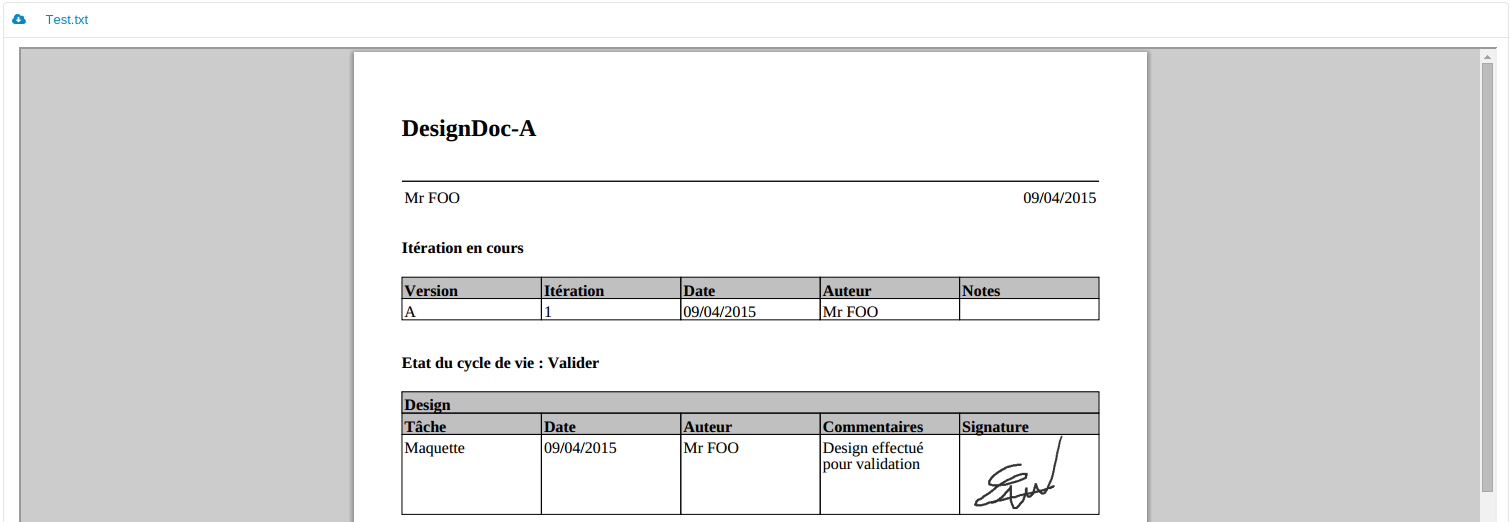 Test.txt
DesignDoc-A
Mr FOO 09/04/2015
Itération en cours
Version Itération Date Auteur Notes
A 1 09/04/2015 Mr FOO
Etat du cycle de vie : Valider
Design
Tâche Date Auteur Commentaires Signature
Maquette 09/04/2015 Mr FOO Design effectué
pour validation